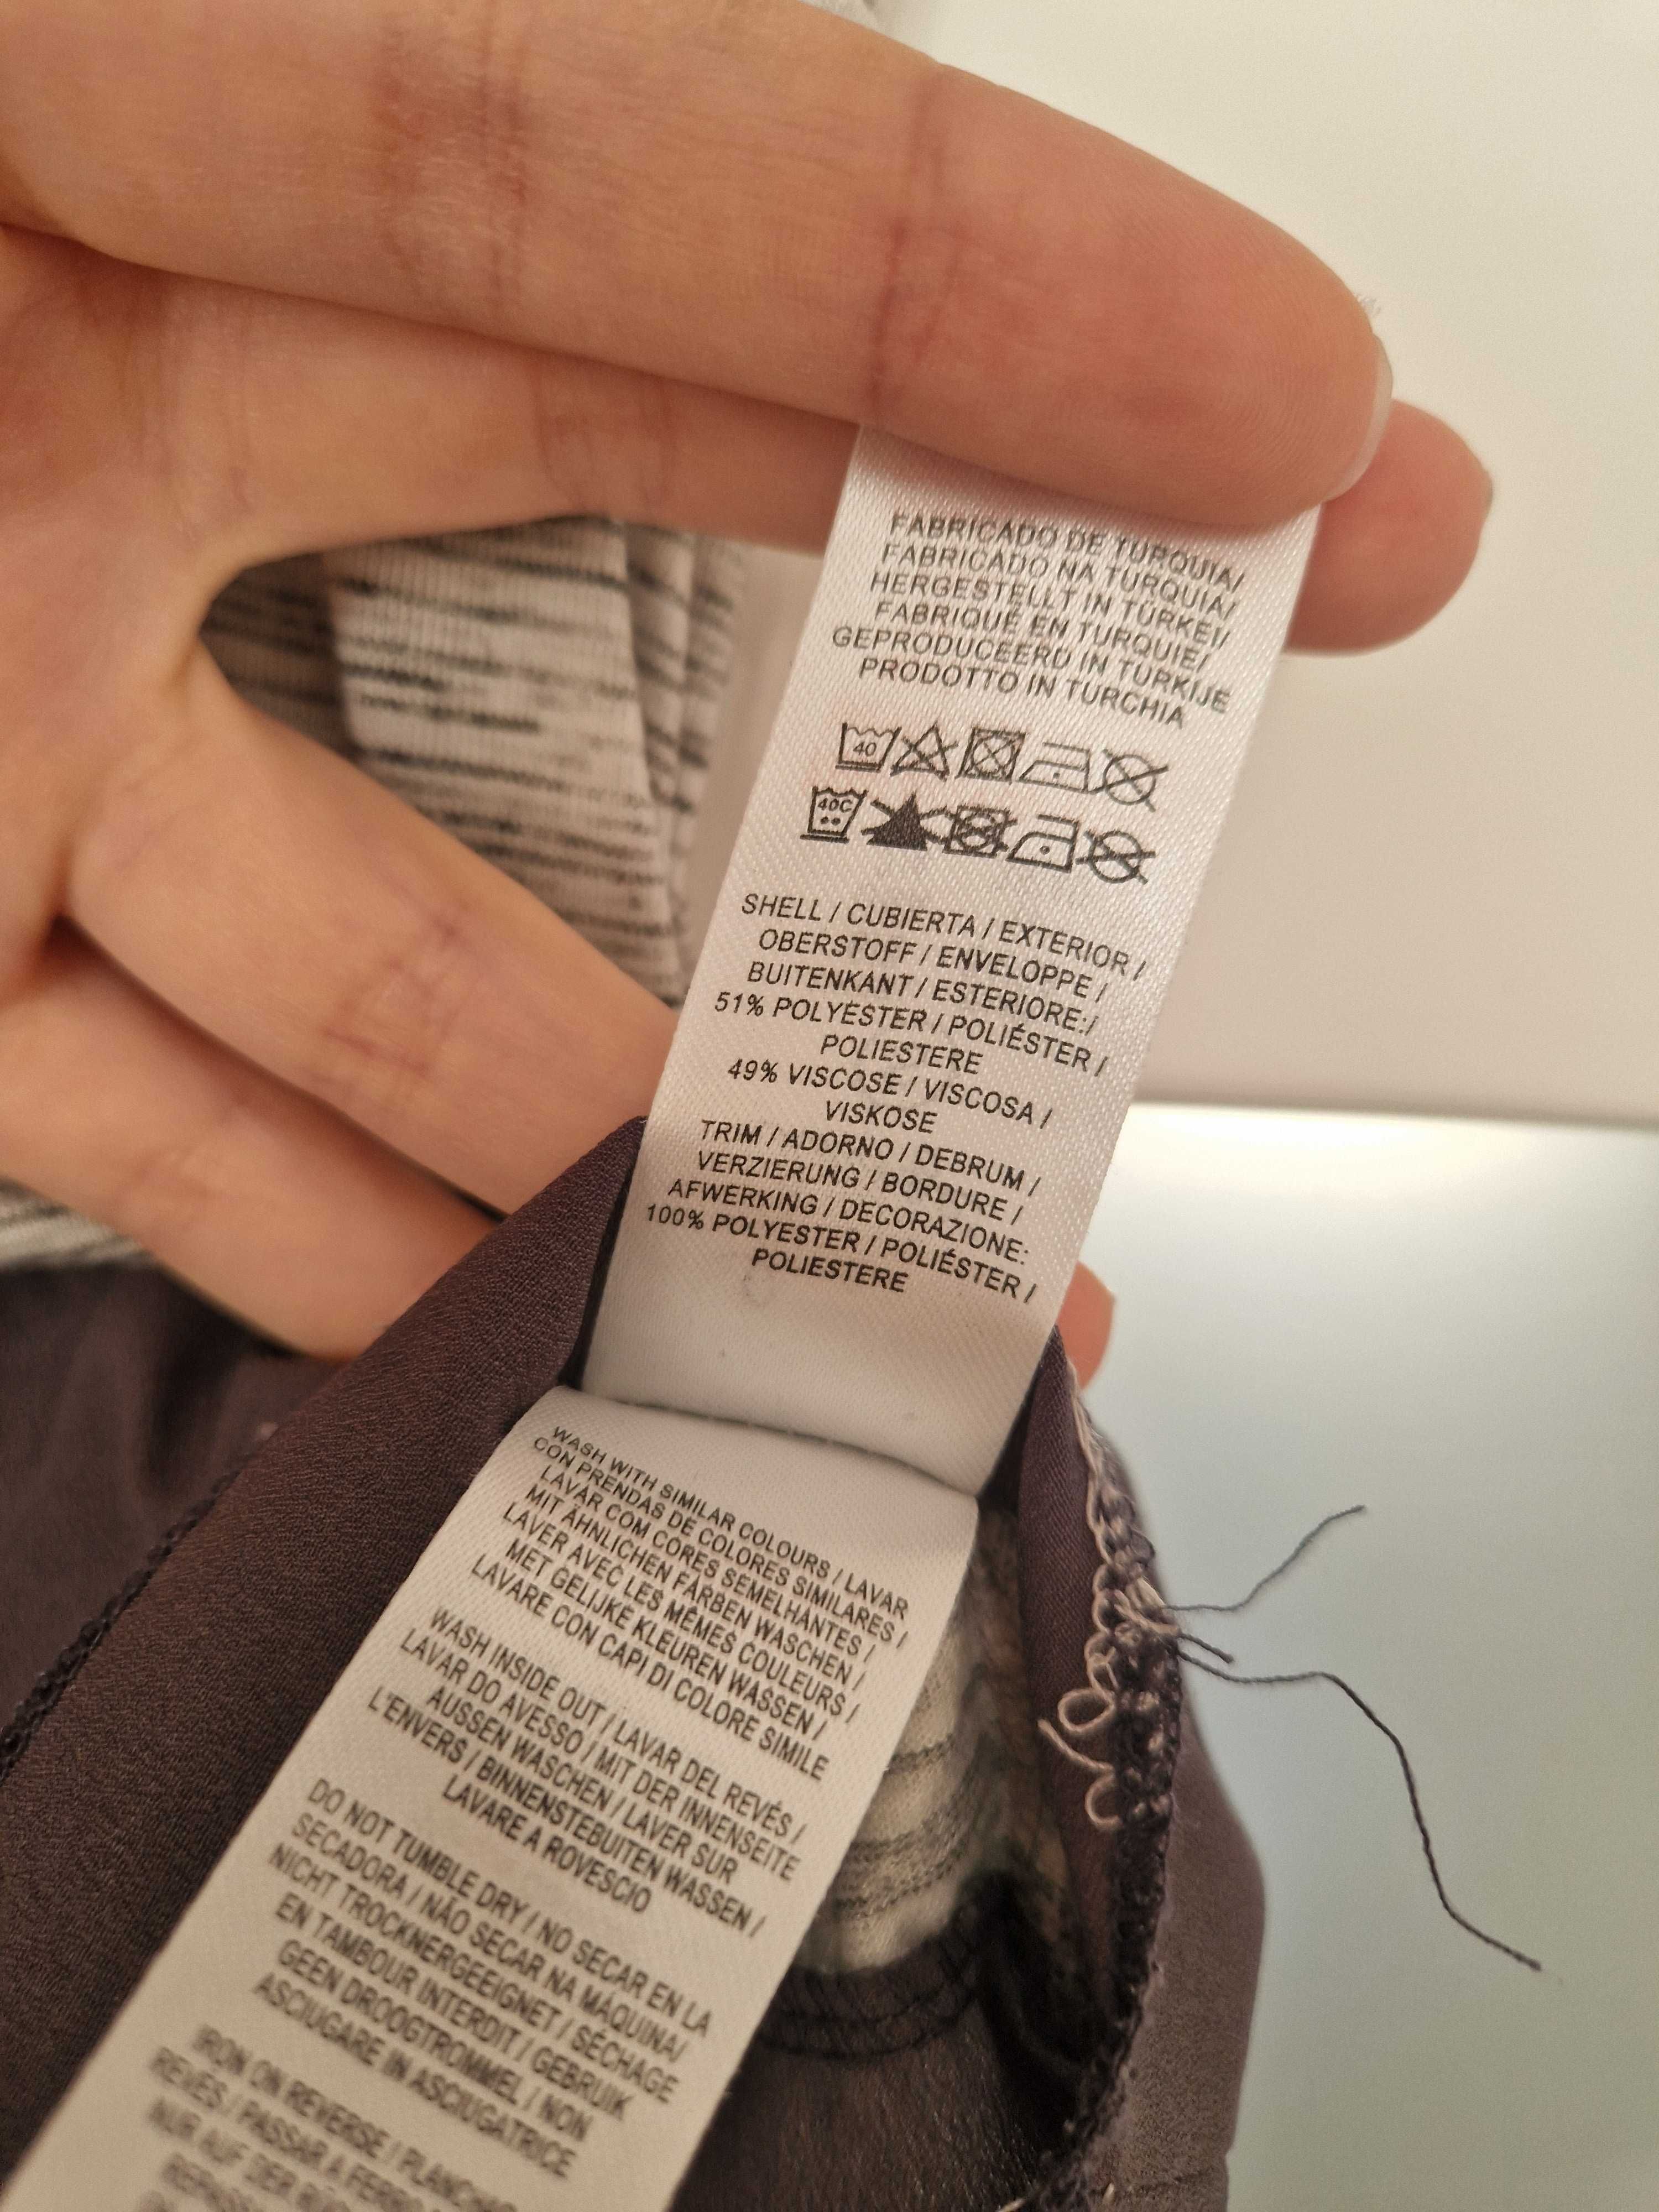 FABRICADO DE TURQUIA/
FABRICADO NA TURQUIA/
HERGESTELLT IN TÜRKEI/
FABRIQUÉ EN TURQUIE/
GEPRODUCEERD IN TURKIJE
PRODOTTO IN TURCHIA
40
40C
SHELL / CUBIERTA / EXTERIOR /
OBERSTOFF / ENVELOPPE /
BUITENKANT / ESTERIORE:/
51% POLYESTER / POLIÉSTER /
POLIESTERE
49% VISCOSE / VISCOSA /
VISKOSE
TRIM / ADORNO / DEBRUM /
VERZIERUNG / BORDURE /
AFWERKING / DECORAZIONE:
100% POLYESTER / POLIÉSTER /
POLIESTERE
WASH WITH SIMILAR COLOURS / LAVAR
CON PRENDAS DE COLORES SIMILARES /
LAVAR COM CORES SEMELHANTES /
MIT ÄHNLICHEN FARBEN WASCHEN /
LAVER AVEC LES MÊMES COULEURS /
MET GELIJKE KLEUREN WASSEN /
LAVARE CON CAPI DI COLORE SIMILE
WASH INSIDE OUT / LAVAR DEL REVÉS /
LAVAR DO AVESSO / MIT DER INNENSEITE
AUSSEN WASCHEN / LAVER SUR
L'ENVERS / BINNENSTEBUITEN WASSEN /
LAVARE A ROVESCIO
DO NOT TUMBLE DRY / NO SECAR EN LA
SECADORA / NÃO SECAR NA MÁQUINA/
NICHT TROCKNERGEEIGNET / SÉCHAGE
EN TAMBOUR INTERDIT / GEBRUIK
GEEN DROOGTROMMEL / NON
ASCIUGARE IN ASCIUGATRICE
IRON ON REVERSE / PLANCHAR
REVÉS / PASSAR A FERRO
NUR AUF DER